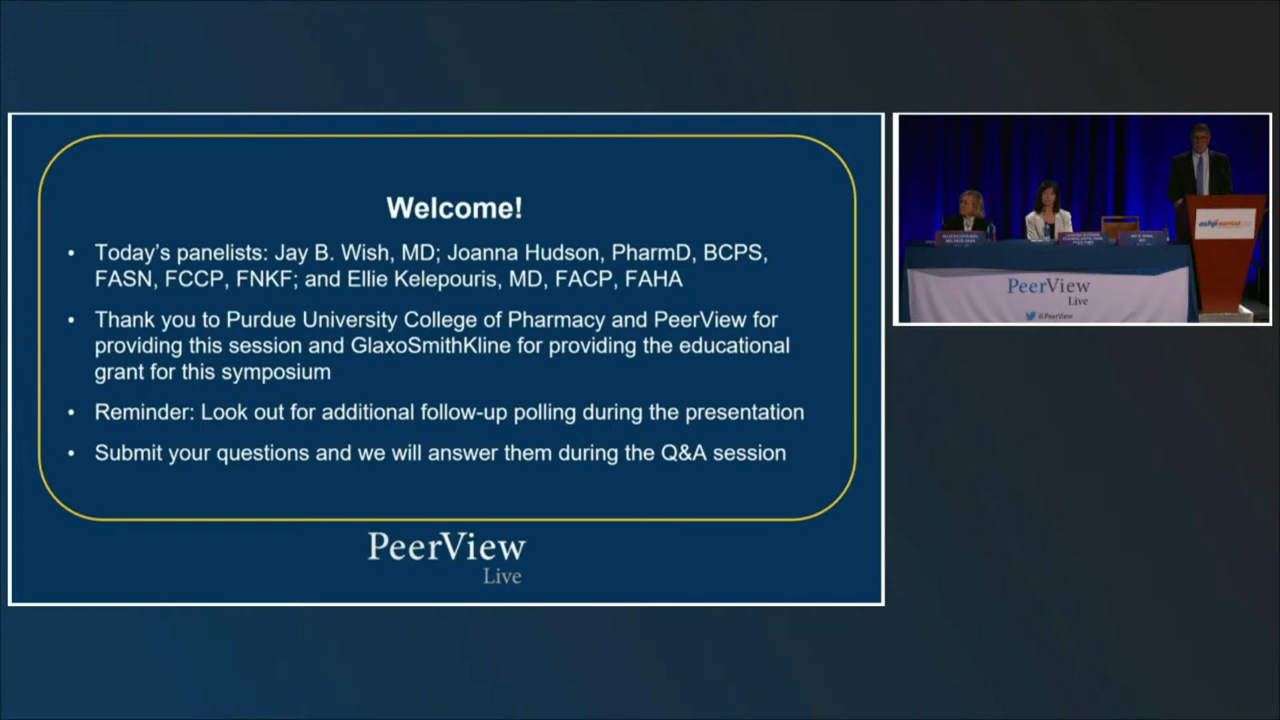 Welcome!
• Today's panelists: Jay B. Wish, MD; Joanna Hudson, PharmD, BCPS,
FASN, FCCP, FNKF; and Ellie Kelepouris, MD, FACP, FAHA
• Thank you to Purdue University College of Pharmacy and PeerView for
providing this session and GlaxoSmithKline for providing the educational
grant for this symposium
• Reminder: Look out for additional follow-up polling during the presentation
• Submit your questions and we will answer them during the Q&A session
PeerView
Live
PeerView
Live
@PeerView